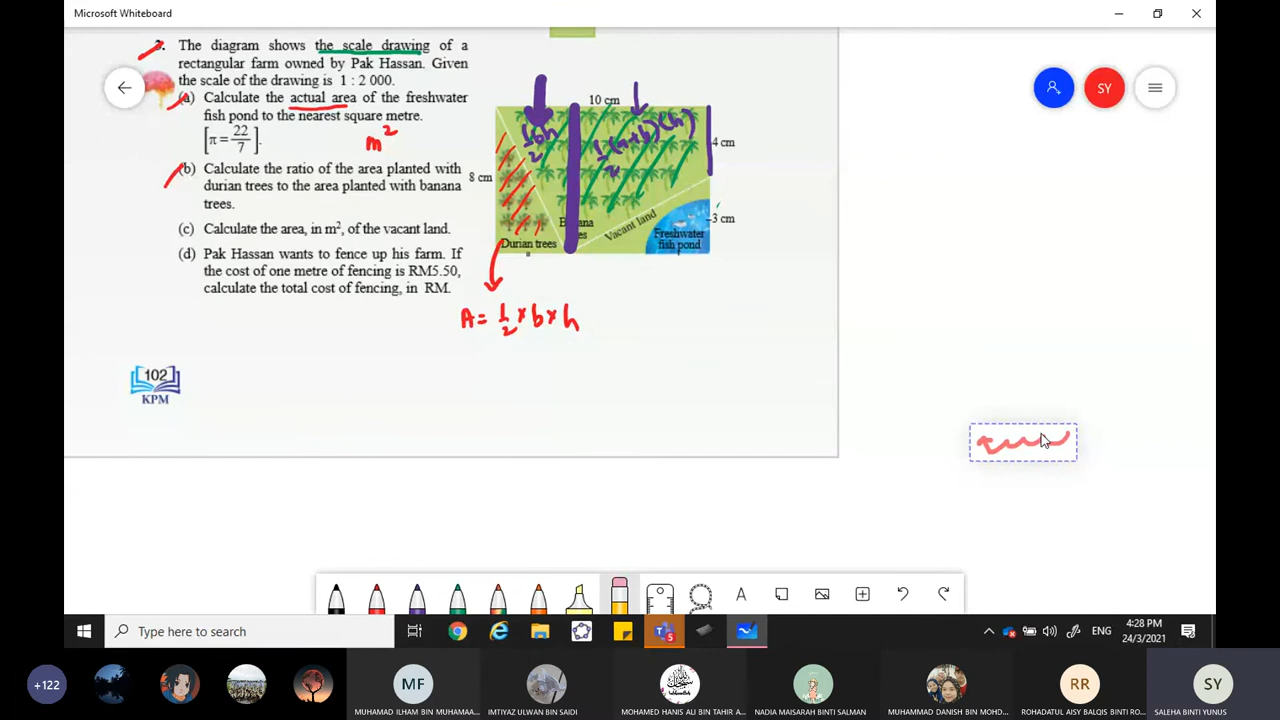 Microsoft Whiteboard
3. The diagram shows the scale drawing of a
rectangular farm owned by Pak Hassan. Given
the scale of the drawing is 1 : 2 000.
(a) Calculate the actual area of the freshwater
fish pond to the nearest square metre.
[π = 22/7].
m²
(b) Calculate the ratio of the area planted with
durian trees to the area planted with banana
trees.
(c) Calculate the area, in m², of the vacant land.
(d) Pak Hassan wants to fence up his farm. If
the cost of one metre of fencing is RM5.50,
calculate the total cost of fencing, in RM.
10 cm
1/2 bh
1/2 (a+b)(h)
4 cm
8 cm
3 cm
Vacant land
Durian trees
Freshwater
fish pond
A = 1/2 × b × h
102
KPM
SY
A
Type here to search
5
ENG
4:28 PM
24/3/2021
+122
MF
RR
SY
MUHAMAD ILHAM BIN MUHAMAA...
IMTIYAZ ULWAN BIN SAIDI
MOHAMED HANIS ALI BIN TAHIR A...
NADIA MAISARAH BINTI SALMAN
MUHAMMAD DANISH BIN MOHD...
ROHADATUL AISY BALQIS BINTI RO...
SALEHA BINTI YUNUS